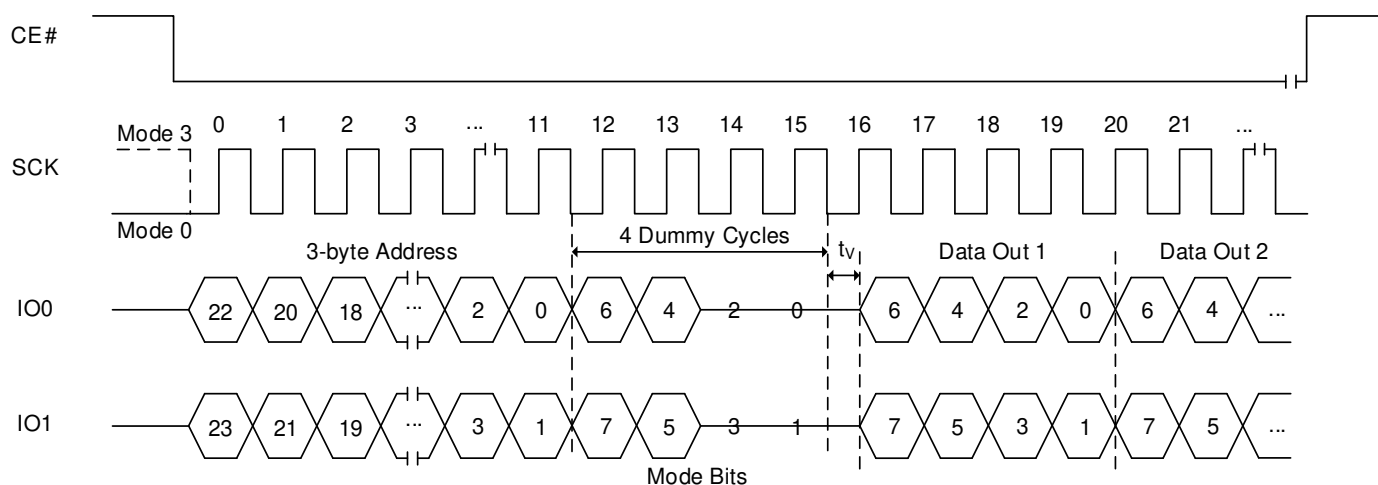 CE#
Mode 3 0 1 2 3 ... 11 12 13 14 15 16 17 18 19 20 21 ...
SCK
Mode 0
3-byte Address 4 Dummy Cycles tV Data Out 1 Data Out 2
IO0 22 20 18 ... 2 0 6 4 2 0 6 4 2 0 6 4 ...
IO1 23 21 19 ... 3 1 7 5 3 1 7 5 3 1 7 5 ...
Mode Bits